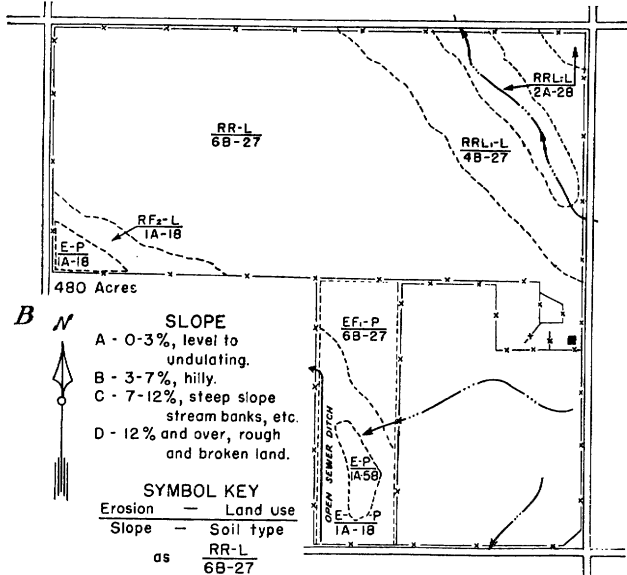 RRL₂-L
2A-28
RR-L
6B-27
RRL₁-L
4B-27
RF₂-L
1A-18
E-P
1A-18
480 Acres
B
N
SLOPE
A - 0-3%, level to
undulating.
B - 3-7%, hilly.
C - 7-12%, steep slope
stream banks, etc.
D - 12% and over, rough
and broken land.
SYMBOL KEY
Erosion - Land use
Slope - Soil type
as RR-L
6B-27
EF₁-P
6B-27
OPEN SEWER DITCH
E-P
1A-58
E-P
1A-18